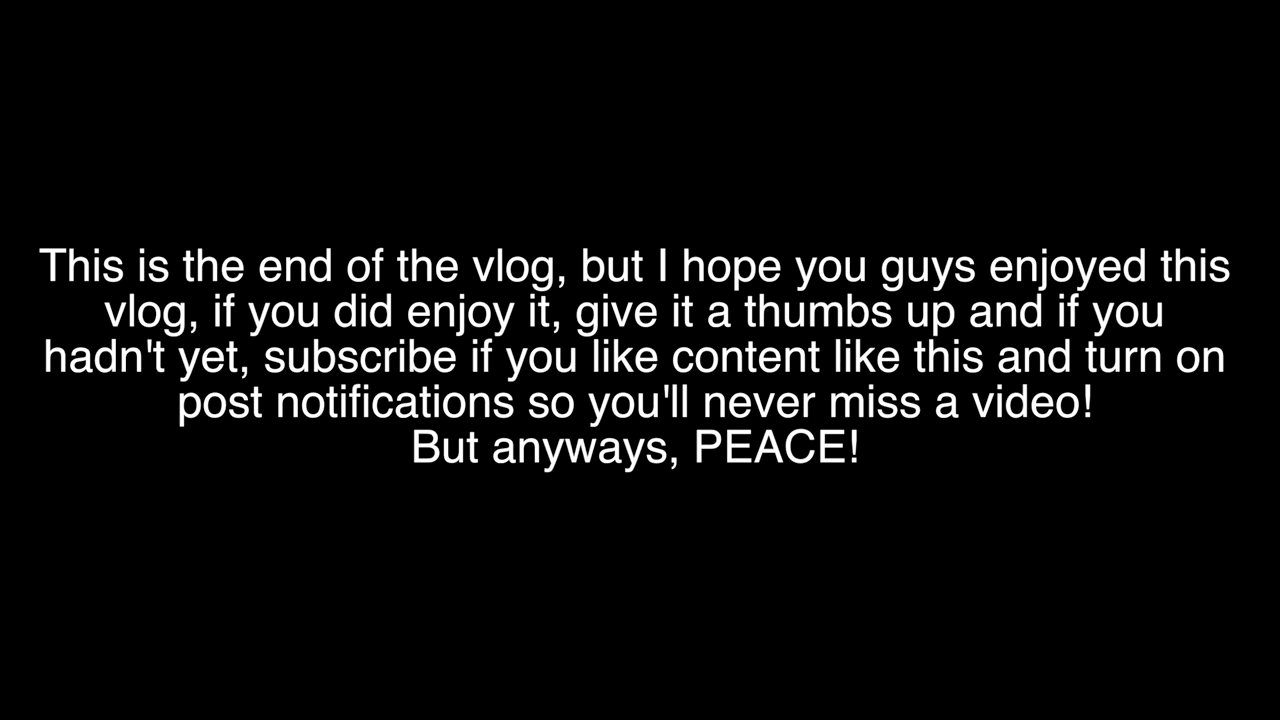 This is the end of the vlog, but I hope you guys enjoyed this
vlog, if you did enjoy it, give it a thumbs up and if you
hadn't yet, subscribe if you like content like this and turn on
post notifications so you'll never miss a video!
But anyways, PEACE!